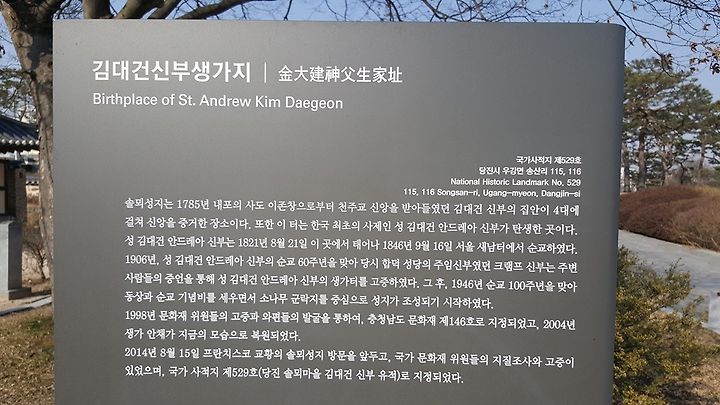 김대건신부생가지 | 金大建神父生家址
Birthplace of St. Andrew Kim Daegeon
국가사적지 제529호
당진시 우강면 송산리 115, 116
National Historic Landmark No. 529
115, 116 Songsan-ri, Ugang-myeon, Dangjin-si
솔뫼성지는 1785년 내포의 사도 이존창으로부터 천주교 신앙을 받아들였던 김대건 신부의 집안이 4대에
걸쳐 신앙을 증거한 장소이다. 또한 이 터는 한국 최초의 사제인 성 김대건 안드레아 신부가 탄생한 곳이다.
성 김대건 안드레아 신부는 1821년 8월 21일 이 곳에서 태어나 1846년 9월 16일 서울 새남터에서 순교하였다.
1906년, 성 김대건 안드레아 신부의 순교 60주년을 맞아 당시 합덕 성당의 주임신부였던 크램프 신부는 주변
사람들의 증언을 통해 성 김대건 안드레아 신부의 생가터를 고증하였다. 그 후, 1946년 순교 100주년을 맞아
동상과 순교 기념비를 세우면서 소나무 군락지를 중심으로 성지가 조성되기 시작하였다.
1998년 문화재 위원들의 고증과 와편들의 발굴을 통하여, 충청남도 문화재 제146호로 지정되었고, 2004년
생가 안채가 지금의 모습으로 복원되었다.
2014년 8월 15일 프란치스코 교황의 솔뫼성지 방문을 앞두고, 국가 문화재 위원들의 지질조사와 고증이
있었으며, 국가 사적지 제529호(당진 솔뫼마을 김대건 신부 유적)로 지정되었다.